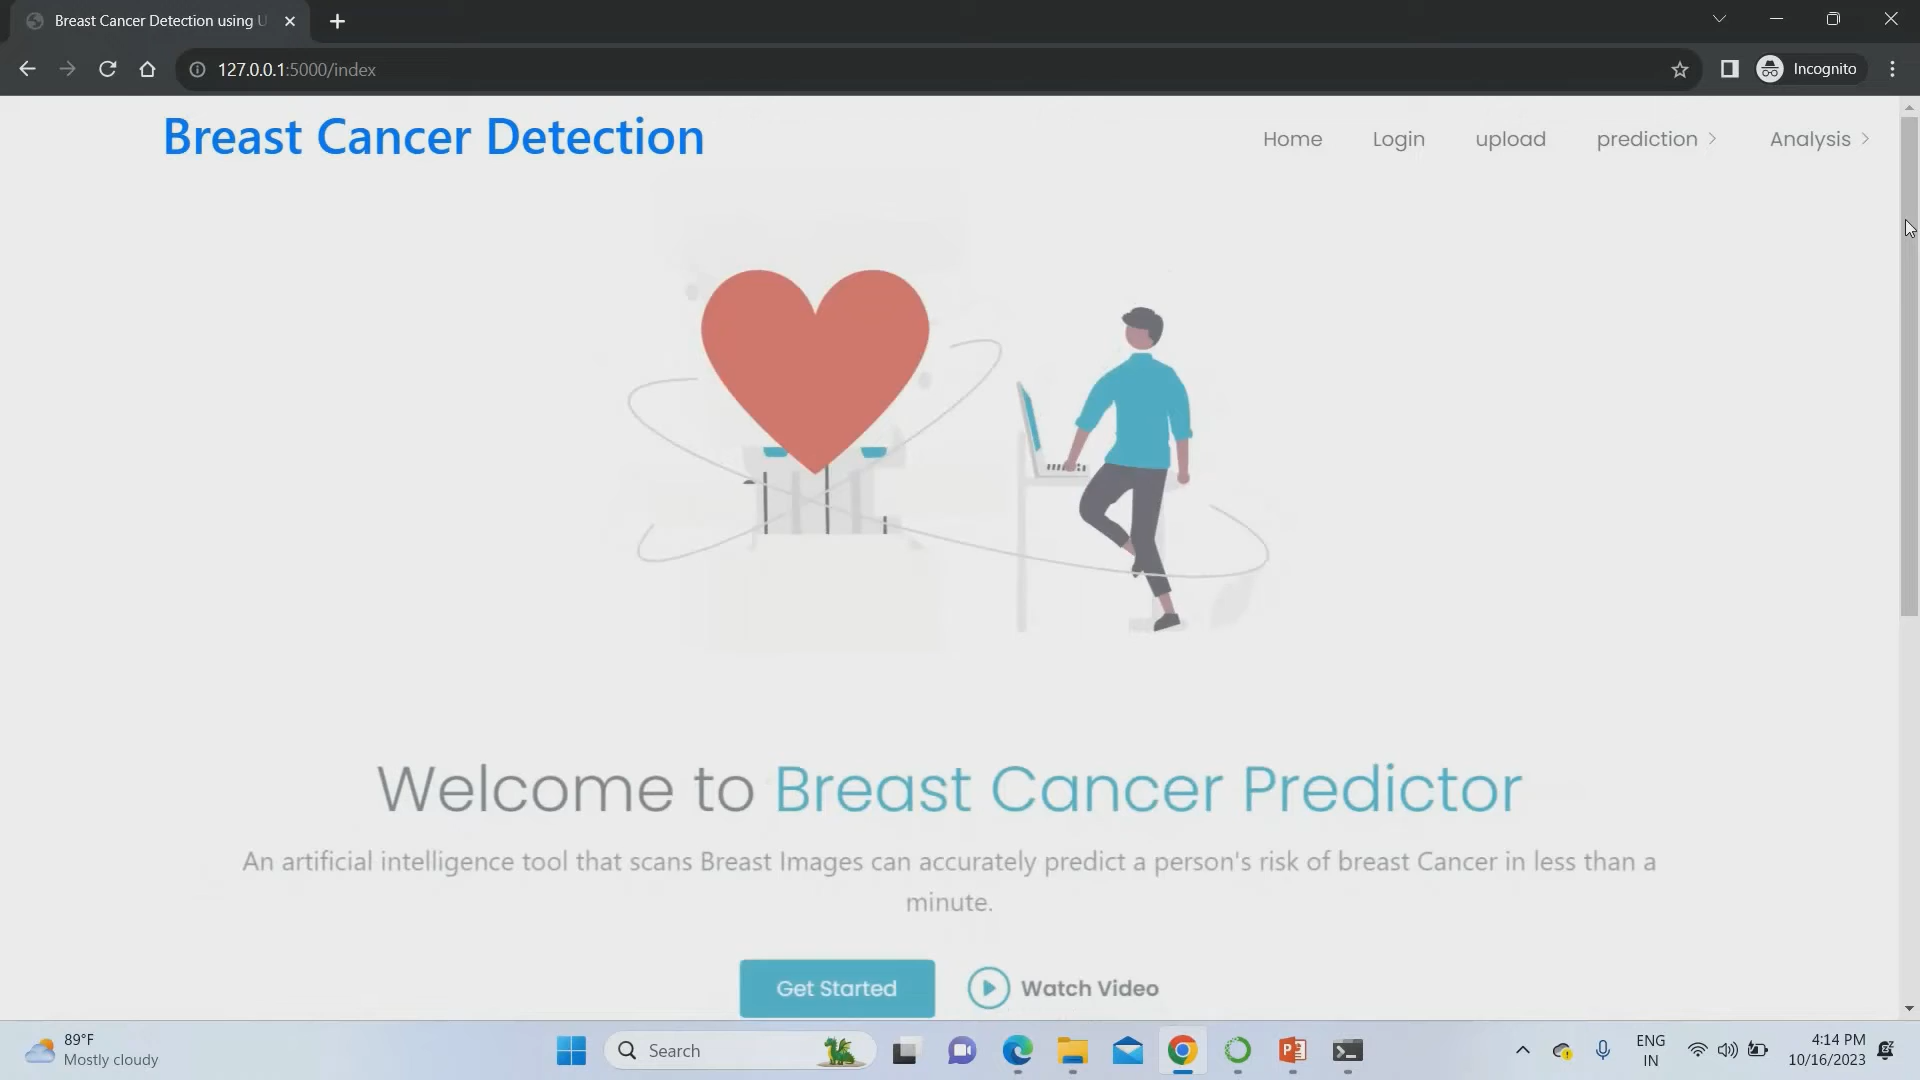 Breast Cancer Detection using U
127.0.0.1:5000/index
Incognito
Breast Cancer Detection
Home Login upload prediction Analysis
Welcome to Breast Cancer Predictor
An artificial intelligence tool that scans Breast Images can accurately predict a person's risk of breast Cancer in less than a
minute.
Get Started Watch Video
89°F
Mostly cloudy
Search
ENG
IN
4:14 PM
10/16/2023